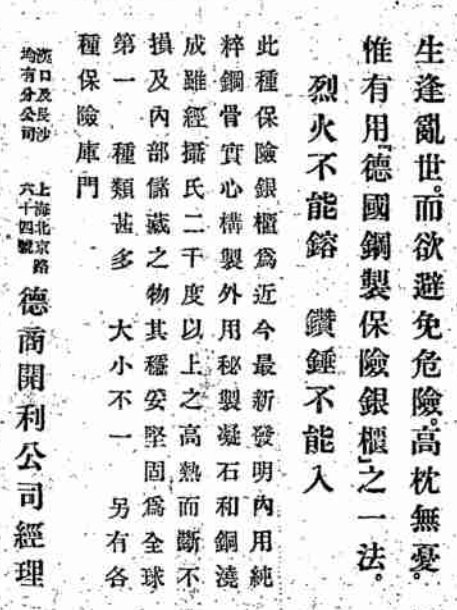 生逢亂世。而欲避免危險。高枕無憂。
惟有用『德國鋼製保險銀櫃』之一法。
烈火不能鎔　鑽錘不能入
此種保險銀櫃爲近今最新發明內用純
粹鋼骨實心構製外用秘製凝石和鋼澆
成雖經攝氏二千度以上之高熱而斷不
損及內部儲藏之物其穩妥堅固爲全球
第一　種類甚多　大小不一　另有各
種保險庫門
德商開利公司經理
上海北京路
六十四號
漢口及長沙
均有分公司